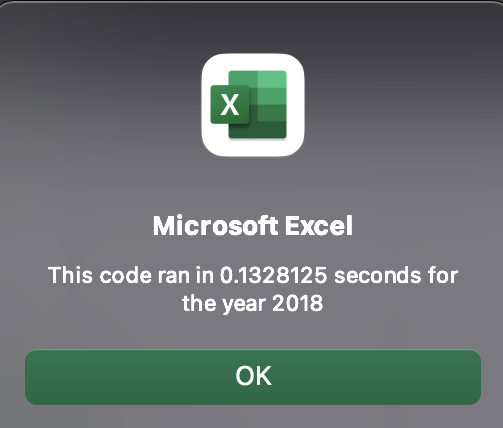 X
Microsoft Excel
This code ran in 0.1328125 seconds for
the year 2018
OK